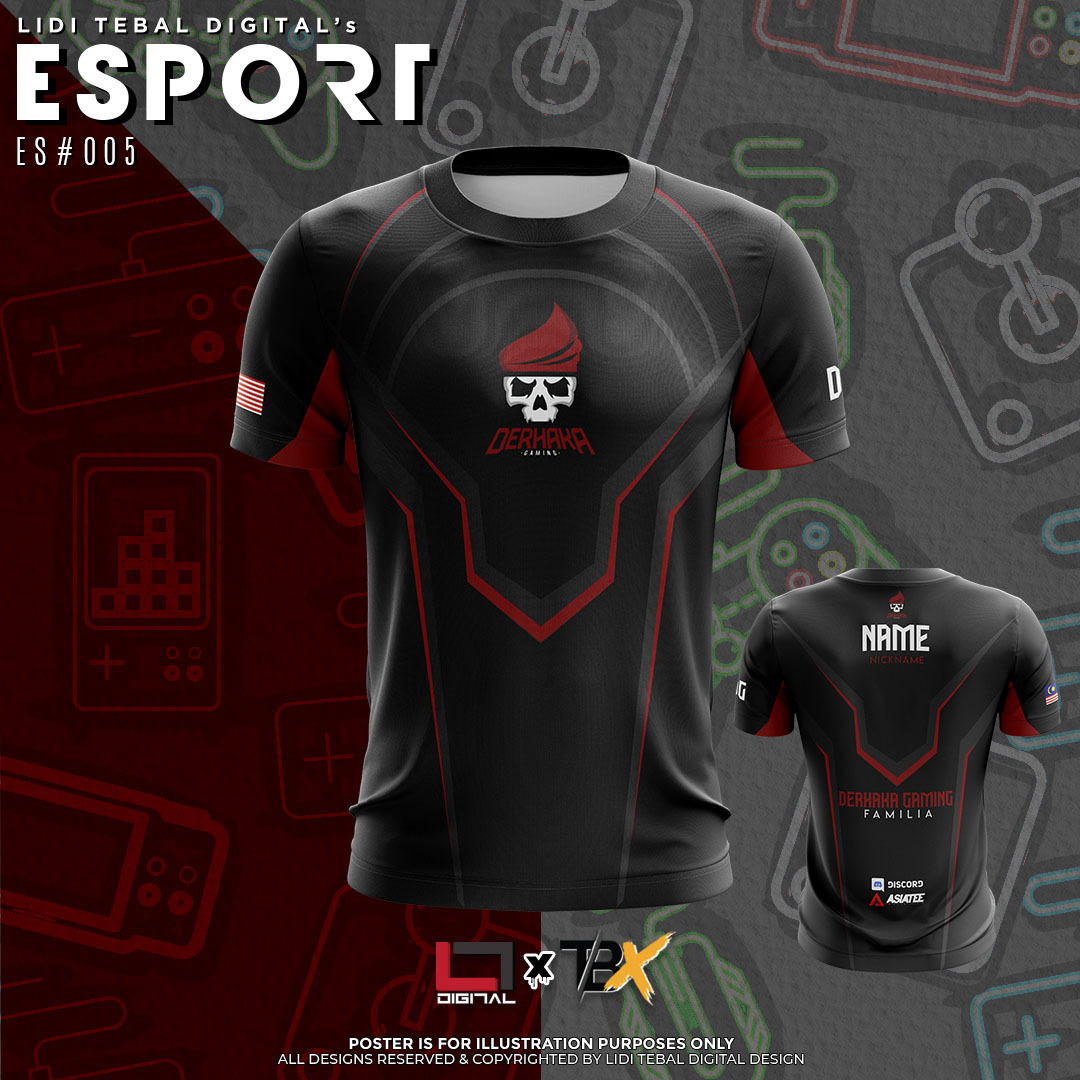 LIDI TEBAL DIGITAL's
ESPORT
ES#005
DERHAKA
-GAMING-
D
NAME
NICKNAME
G
DERHAKA GAMING
FAMILIA
DISCORD
ASIATEE
DIGITAL
X
TBX
POSTER IS FOR ILLUSTRATION PURPOSES ONLY
ALL DESIGNS RESERVED & COPYRIGHTED BY LIDI TEBAL DIGITAL DESIGN